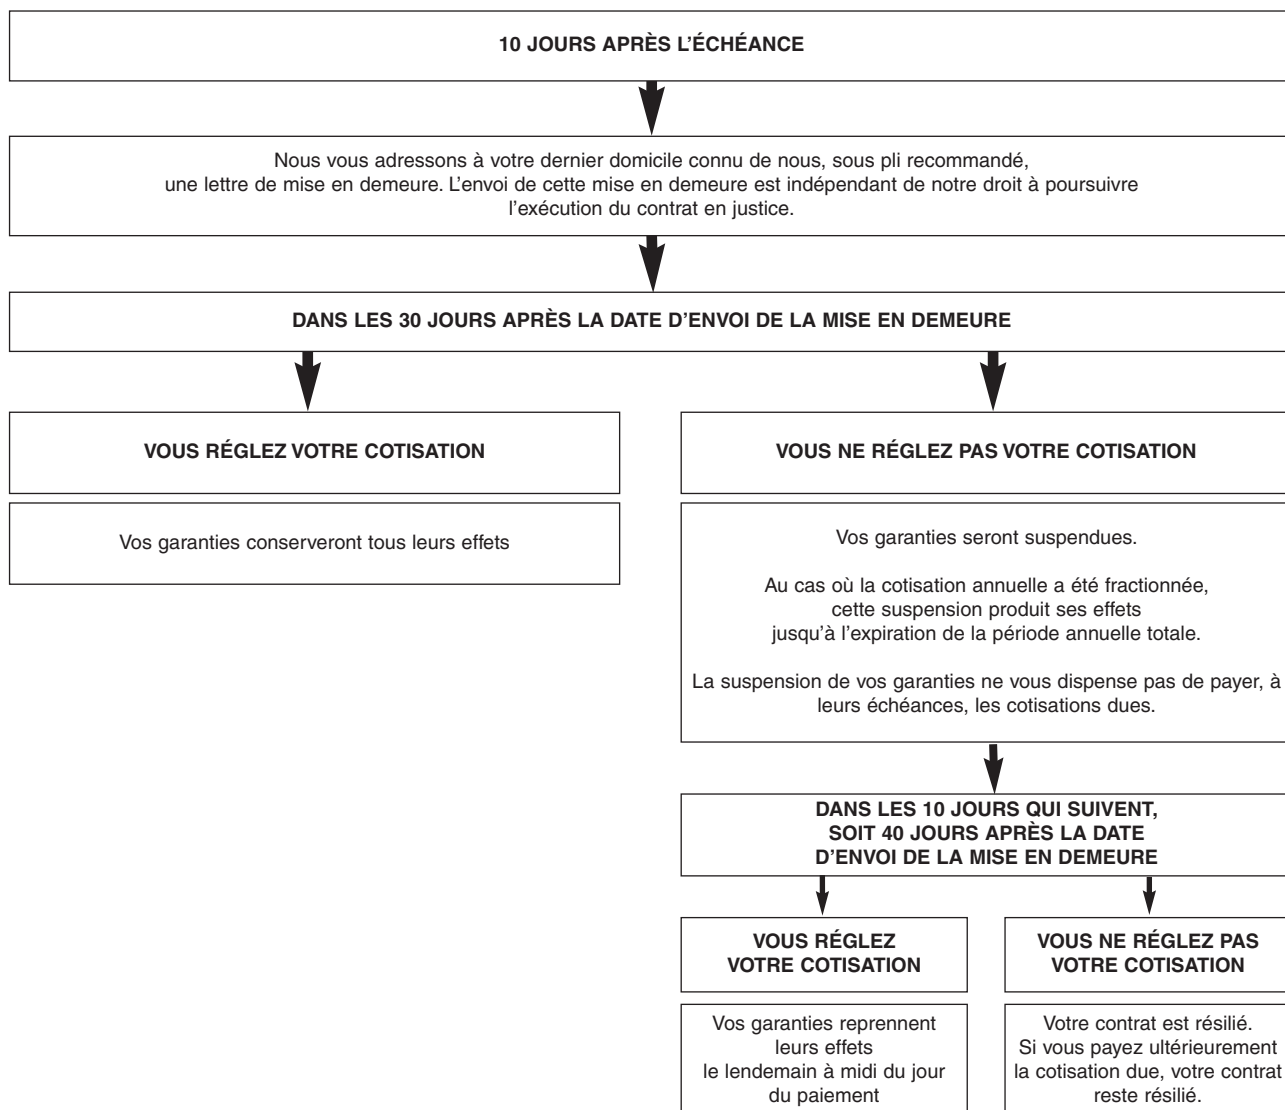 10 JOURS APRÈS L’ÉCHÉANCE
Nous vous adressons à votre dernier domicile connu de nous, sous pli recommandé,
une lettre de mise en demeure. L’envoi de cette mise en demeure est indépendant de notre droit à poursuivre
l’exécution du contrat en justice.
DANS LES 30 JOURS APRÈS LA DATE D’ENVOI DE LA MISE EN DEMEURE
VOUS RÉGLEZ VOTRE COTISATION
Vos garanties conserveront tous leurs effets
VOUS NE RÉGLEZ PAS VOTRE COTISATION
Vos garanties seront suspendues.
Au cas où la cotisation annuelle a été fractionnée,
cette suspension produit ses effets
jusqu’à l’expiration de la période annuelle totale.
La suspension de vos garanties ne vous dispense pas de payer, à
leurs échéances, les cotisations dues.
DANS LES 10 JOURS QUI SUIVENT,
SOIT 40 JOURS APRÈS LA DATE
D’ENVOI DE LA MISE EN DEMEURE
VOUS RÉGLEZ
VOTRE COTISATION
Vos garanties reprennent
leurs effets
le lendemain à midi du jour
du paiement
VOUS NE RÉGLEZ PAS
VOTRE COTISATION
Votre contrat est résilié.
Si vous payez ultérieurement
la cotisation due, votre contrat
reste résilié.